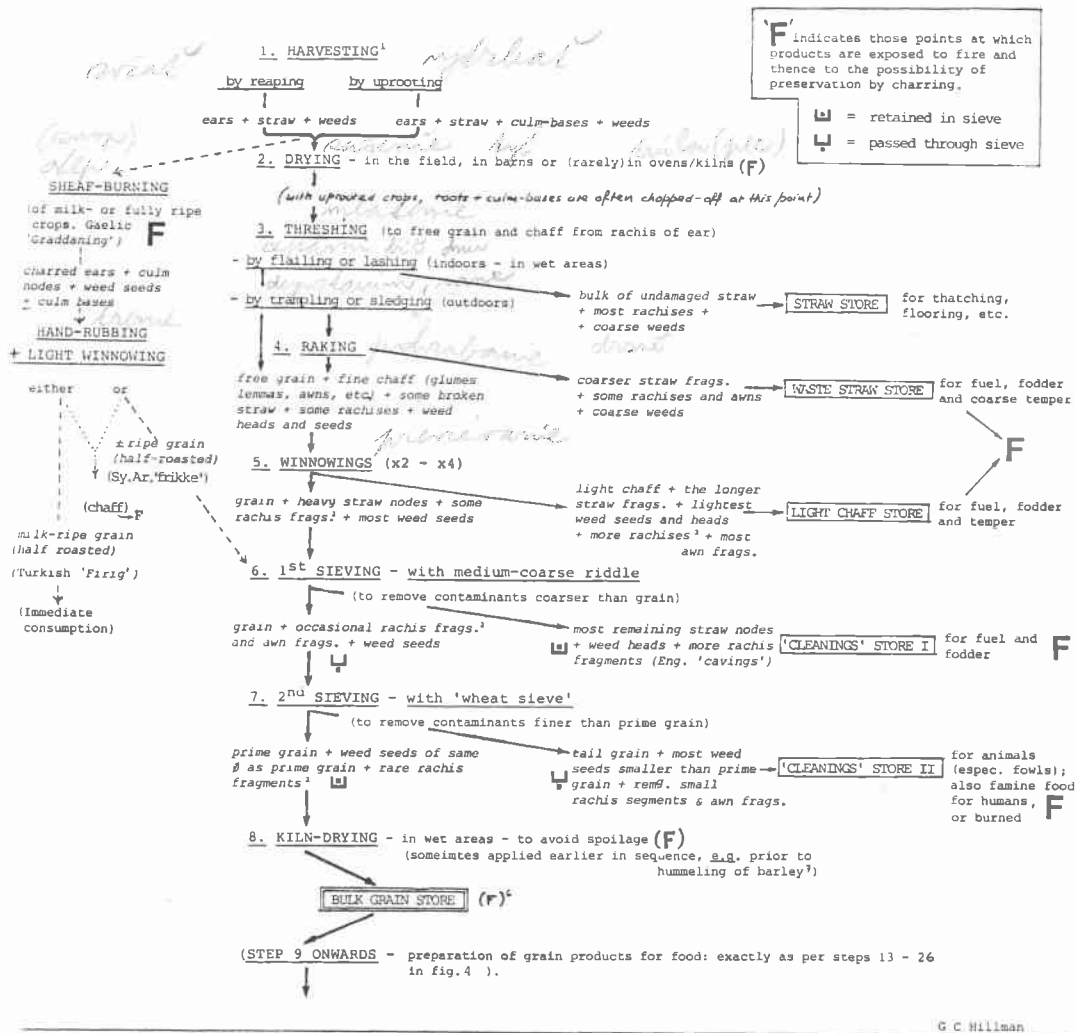 'F' indicates those points at which
products are exposed to fire and
thence to the possibility of
preservation by charring.
= retained in sieve
= passed through sieve
1. HARVESTING¹
by reaping
by uprooting
ears + straw + weeds
ears + straw + culm-bases + weeds
2. DRYING - in the field, in barns or (rarely) in ovens/kilns (F)
(with uprooted crops, roots + culm-bases are often chopped-off at this point)
SHEAF-BURNING
(of milk- or fully ripe
crops. Gaelic
'Graddaning')
F
charred ears + culm
nodes + weed seeds
+ culm bases
HAND-RUBBING
+ LIGHT WINNOWING
either or
± ripe grain
(half-roasted)
(Sy.Ar. 'frikke')
(chaff)
F
milk-ripe grain
(half roasted)
(Turkish 'Firig')
(Immediate
consumption)
3. THRESHING (to free grain and chaff from rachis of ear)
- by flailing or lashing (indoors - in wet areas)
- by trampling or sledging (outdoors)
bulk of undamaged straw
+ most rachises +
+ coarse weeds
STRAW STORE
for thatching,
flooring, etc.
4. RAKING
free grain + fine chaff (glumes
lemmas, awns, etc) + some broken
straw + some rachises + weed
heads and seeds
coarser straw frags.
+ some rachises and awns
+ coarse weeds
WASTE STRAW STORE
for fuel, fodder
and coarse temper
F
5. WINNOWINGS (x2 - x4)
grain + heavy straw nodes + some
rachis frags. + most weed seeds
light chaff + the longer
straw frags. + lightest
weed seeds and heads
+ more rachises + most
awn frags.
LIGHT CHAFF STORE
for fuel, fodder
and temper
6. 1st SIEVING - with medium-coarse riddle
(to remove contaminants coarser than grain)
grain + occasional rachis frags.
and awn frags. + weed seeds
most remaining straw nodes
+ weed heads + more rachis
fragments (Eng. 'cavings')
'CLEANINGS' STORE I
for fuel and
fodder
F
7. 2nd SIEVING - with 'wheat sieve'
(to remove contaminants finer than prime grain)
prime grain + weed seeds of same
ø as prime grain + rare rachis
fragments
tail grain + most weed
seeds smaller than prime
grain + remg. small
rachis segments & awn frags.
'CLEANINGS' STORE II
for animals
(espec. fowls);
also famine food
for humans,
or burned
F
8. KILN-DRYING - in wet areas - to avoid spoilage (F)
(someimtes applied earlier in sequence, e.g. prior to
hummeling of barley⁷)
BULK GRAIN STORE
(F)⁶
(STEP 9 ONWARDS - preparation of grain products for food: exactly as per steps 13 - 26
in fig. 4 ).
G C Hillman